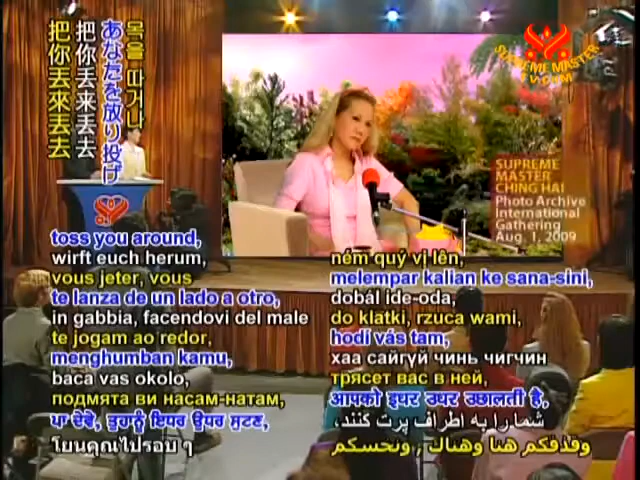 목을 따거나
あなたを放り投げ
把你丢来丢去
把你丟來丟去
SUPREME MASTER
TV.COM
SUPREME
MASTER
CHING HAI
Photo Archive
International
Gathering
Aug. 1, 2009
toss you around,
wirft euch herum,
vous jeter, vous
te lanza de un lado a otro,
in gabbia, facendovi del male
te jogam ao redor,
menghumban kamu,
baca vas okolo,
подмята ви насам-натам,
ਪਾ ਦੇਵੋ, ਤੁਹਾਨੂੰ ਇਧਰ ਉਧਰ ਸੁਟਣ,
โยนคุณไปรอบ ๆ
ném quý vị lên,
melempar kalian ke sana-sini,
dobál ide-oda,
do klatki, rzuca wami,
hodí vás tam,
хаа сайгүй чинь чигчин
трясет вас в ней,
आपको इधर उधर उछालती है,
شما را به اطراف پرت کنند،
وقذفكم هنا وهناك , ونخسكم